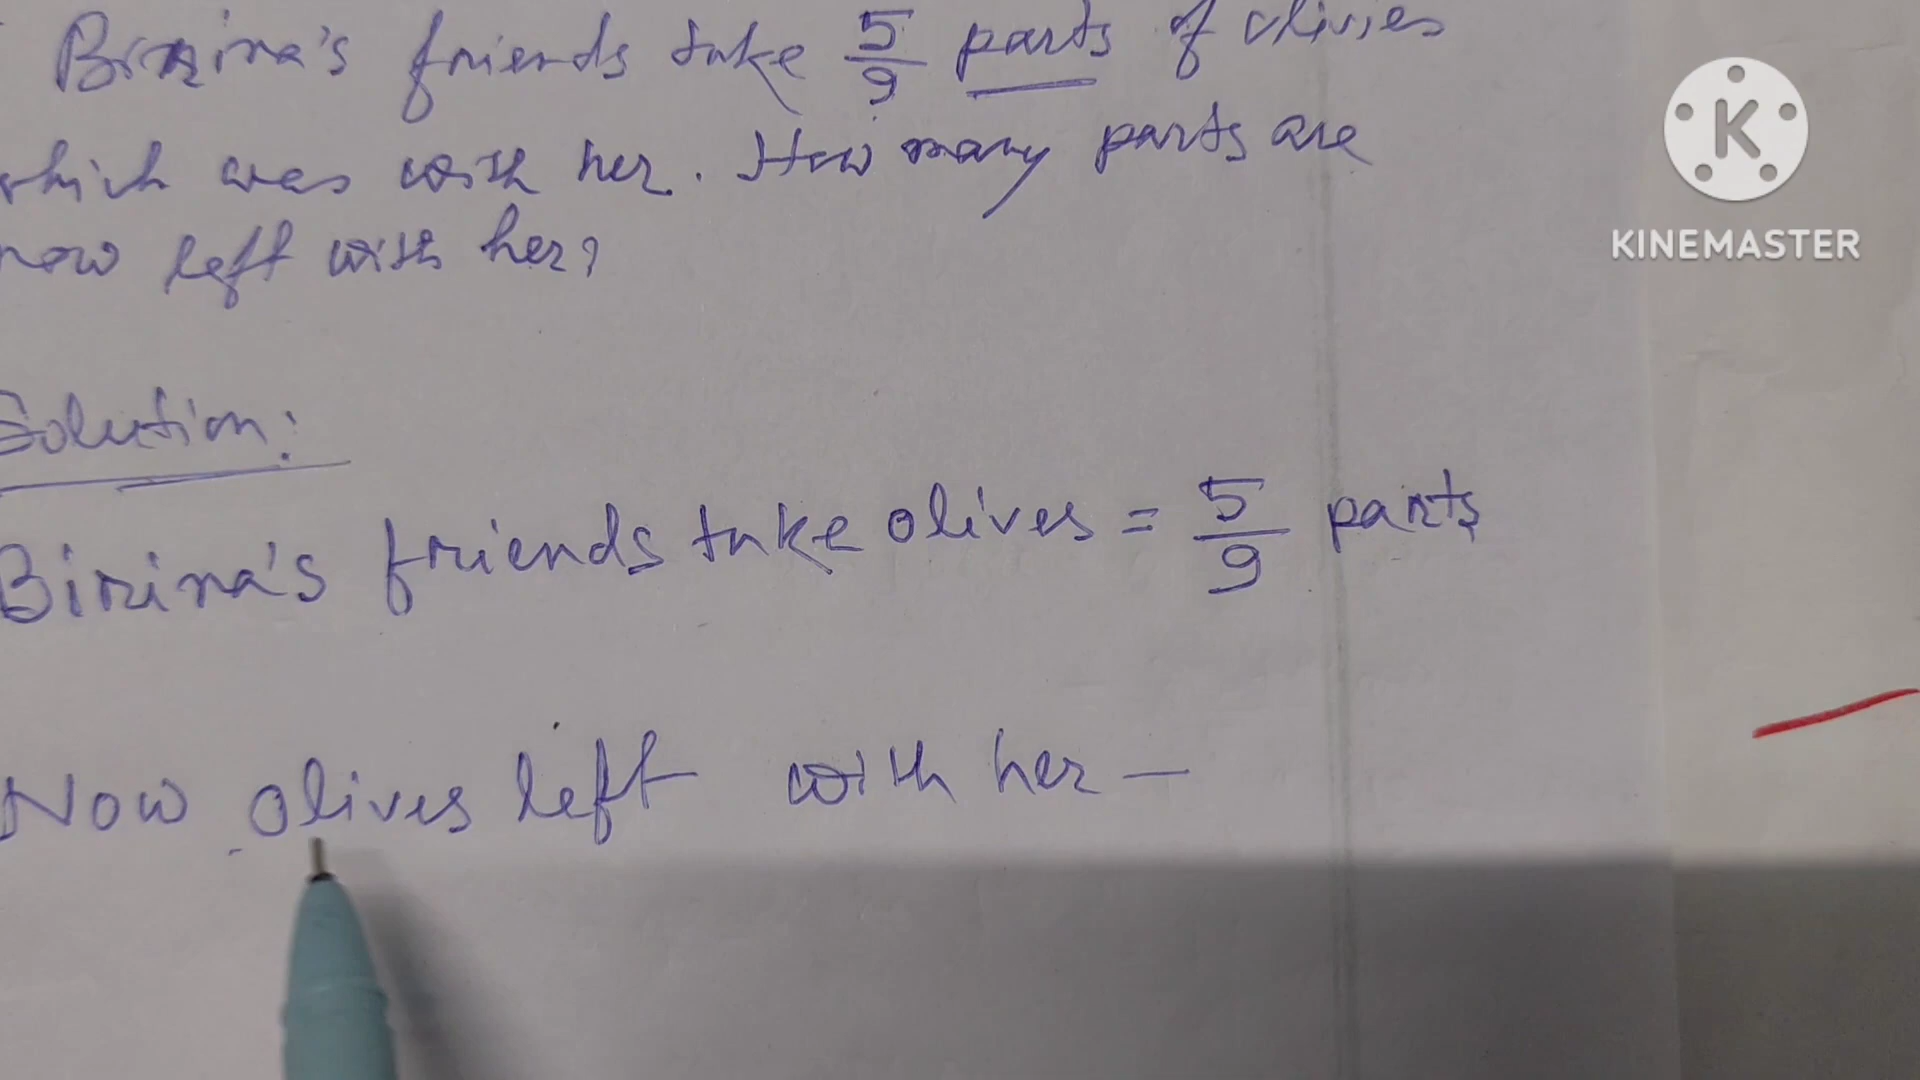 Birina's friends take 5/9 parts of olivies
which was with her. How many parts are
now left with her?
KINEMASTER
Solution:
Birina's friends take olives = 5/9 parts
Now olives left with her —